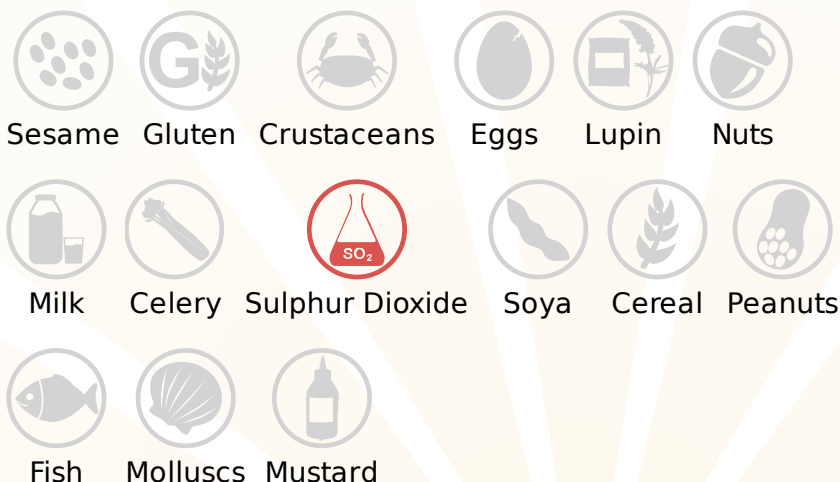 G
Sesame Gluten Crustaceans Eggs Lupin Nuts
SO₂
Milk Celery Sulphur Dioxide Soya Cereal Peanuts
Fish Molluscs Mustard